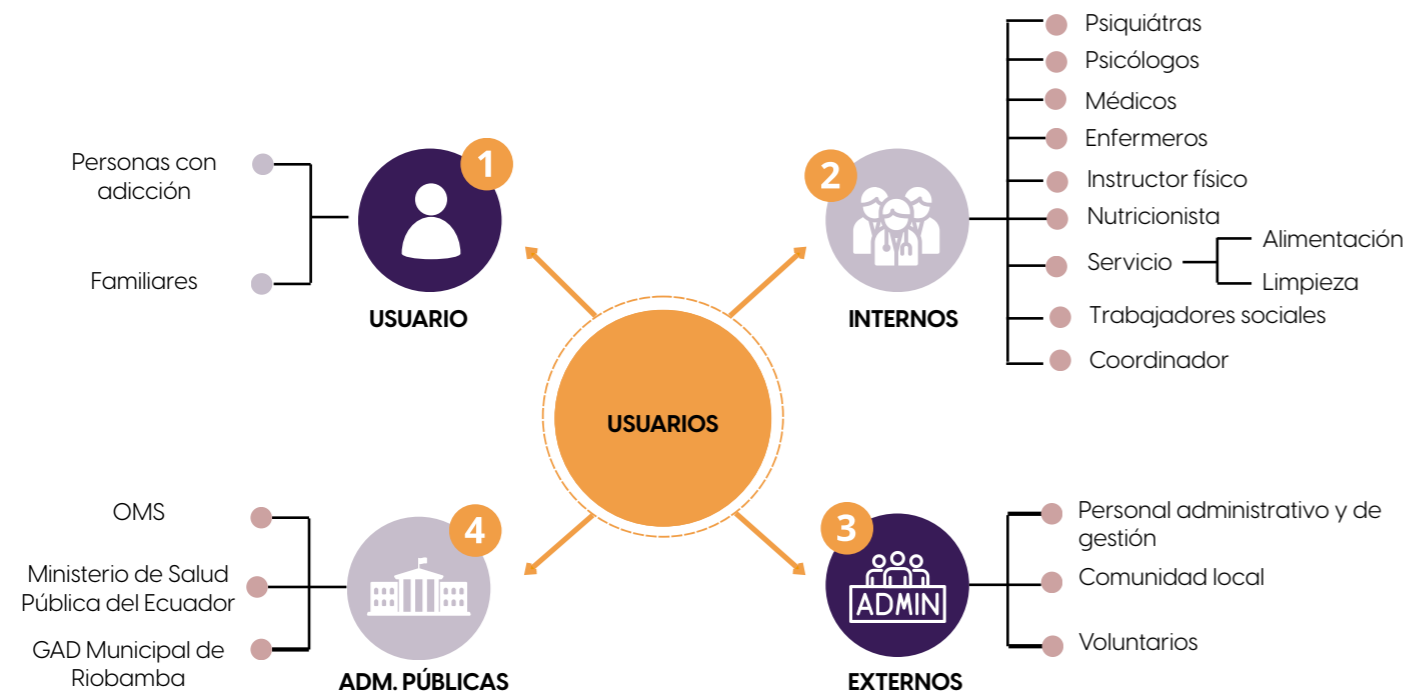 1
Personas con
adicción
Familiares
USUARIO
2
INTERNOS
Psiquiátras
Psicólogos
Médicos
Enfermeros
Instructor físico
Nutricionista
Servicio
Alimentación
Limpieza
Trabajadores sociales
Coordinador
USUARIOS
4
OMS
Ministerio de Salud
Pública del Ecuador
GAD Municipal de
Riobamba
ADM. PÚBLICAS
3
ADMIN
EXTERNOS
Personal administrativo y de
gestión
Comunidad local
Voluntarios